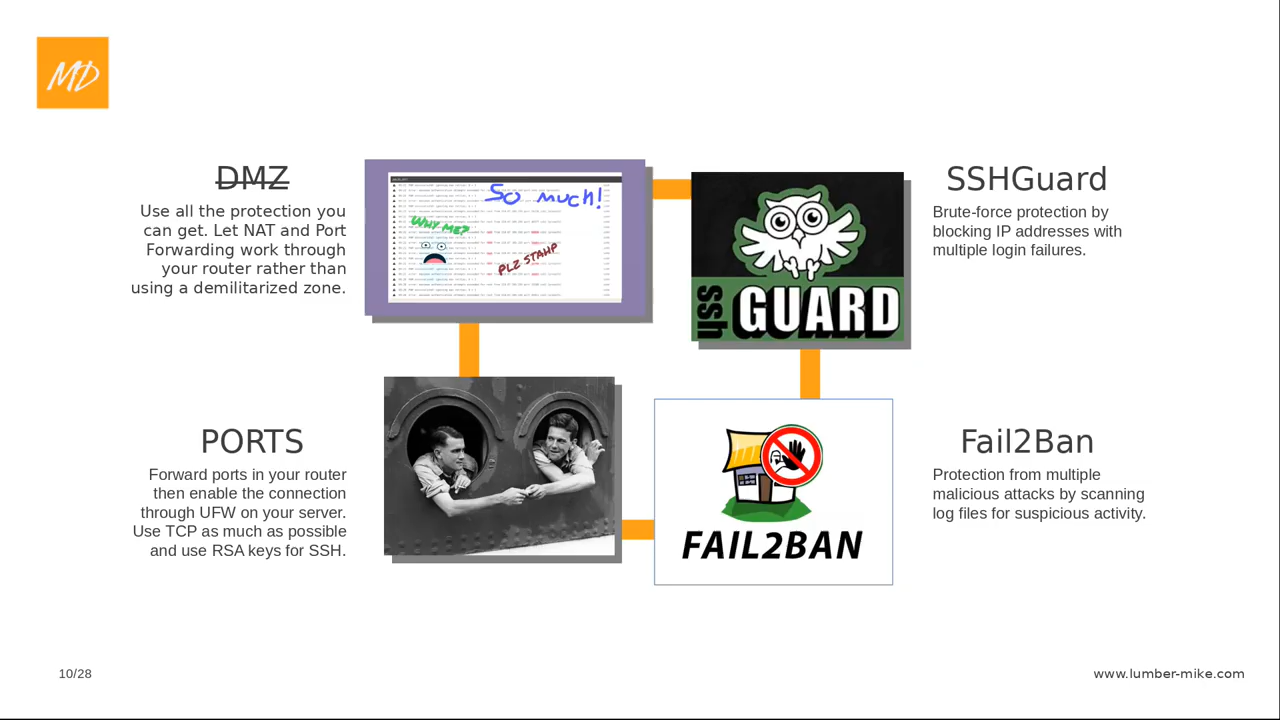 MD
DMZ
Use all the protection you
can get. Let NAT and Port
Forwarding work through
your router rather than
using a demilitarized zone.
SO MUCH!
WHY ME?
PLZ STAHP
SSHGuard
Brute-force protection by
blocking IP addresses with
multiple login failures.
ssh
GUARD
PORTS
Forward ports in your router
then enable the connection
through UFW on your server.
Use TCP as much as possible
and use RSA keys for SSH.
FAIL2BAN
Fail2Ban
Protection from multiple
malicious attacks by scanning
log files for suspicious activity.
10/28
www.lumber-mike.com